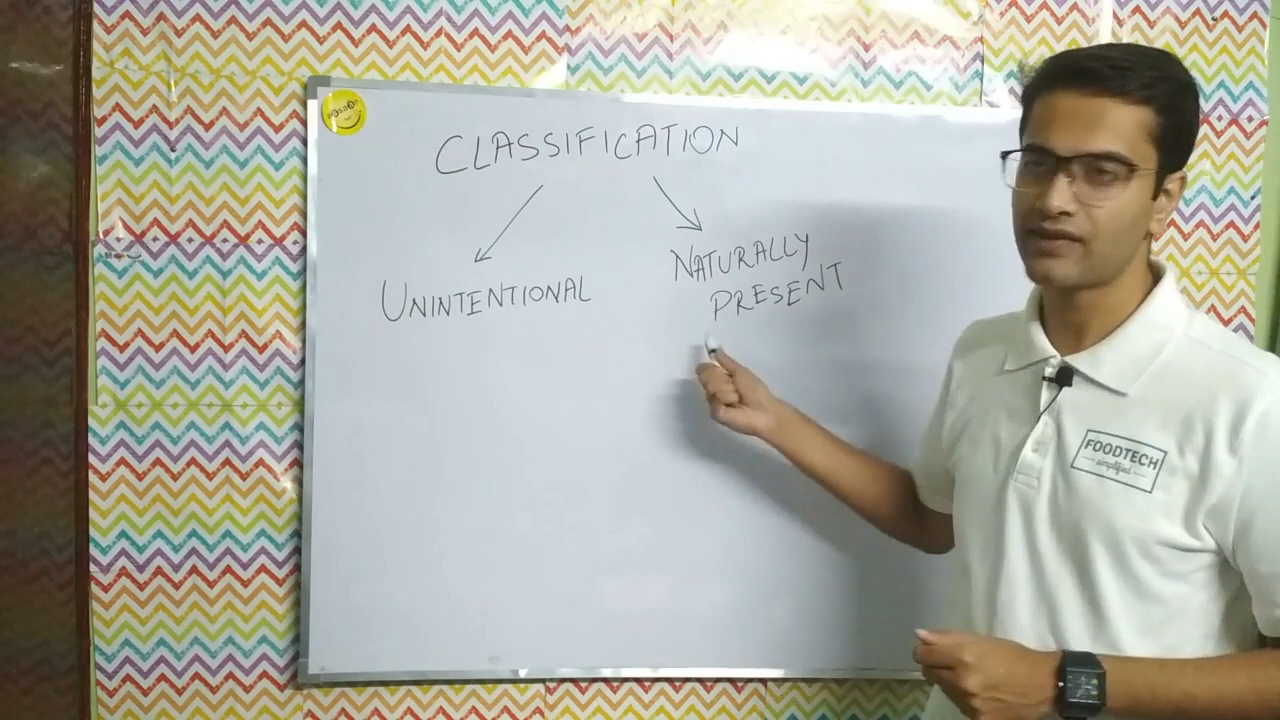 CLASSIFICATION
UNINTENTIONAL
NATURALLY
PRESENT
FOODTECH
simplified